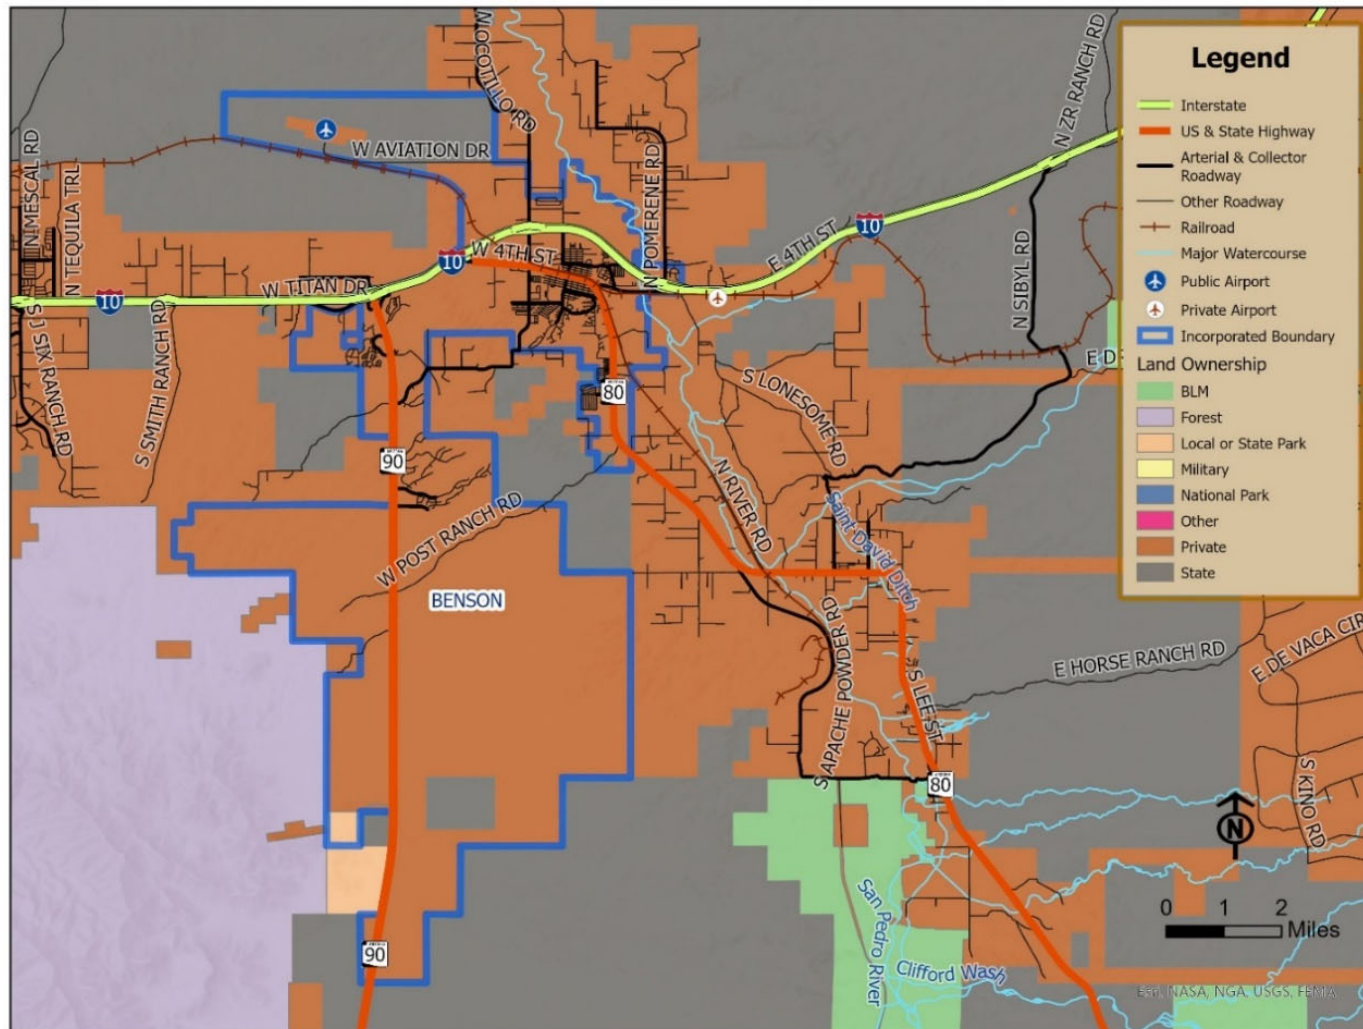 N OCOTILLO RD
N ZR RANCH RD
Legend
Interstate
US & State Highway
Arterial & Collector
Roadway
Other Roadway
Railroad
Major Watercourse
Public Airport
Private Airport
Incorporated Boundary
Land Ownership
BLM
Forest
Local or State Park
Military
National Park
Other
Private
State
N MESCAL RD
N TEQUILA TRL
W AVIATION DR
N POMERENE RD
10
W 4TH ST
10
E 4TH ST
10
W TITAN DR
N SIBYL RD
S J SIX RANCH RD
S SMITH RANCH RD
E D
80
S LONESOME RD
90
N RIVER RD
W POST RANCH RD
Saint David Ditch
BENSON
S APACHE POWDER RD
S LEE ST
E HORSE RANCH RD
E DE VACA CIR
S KINO RD
80
N
San Pedro River
Clifford Wash
90
0 1 2
Miles
Esri, NASA, NGA, USGS, FEMA